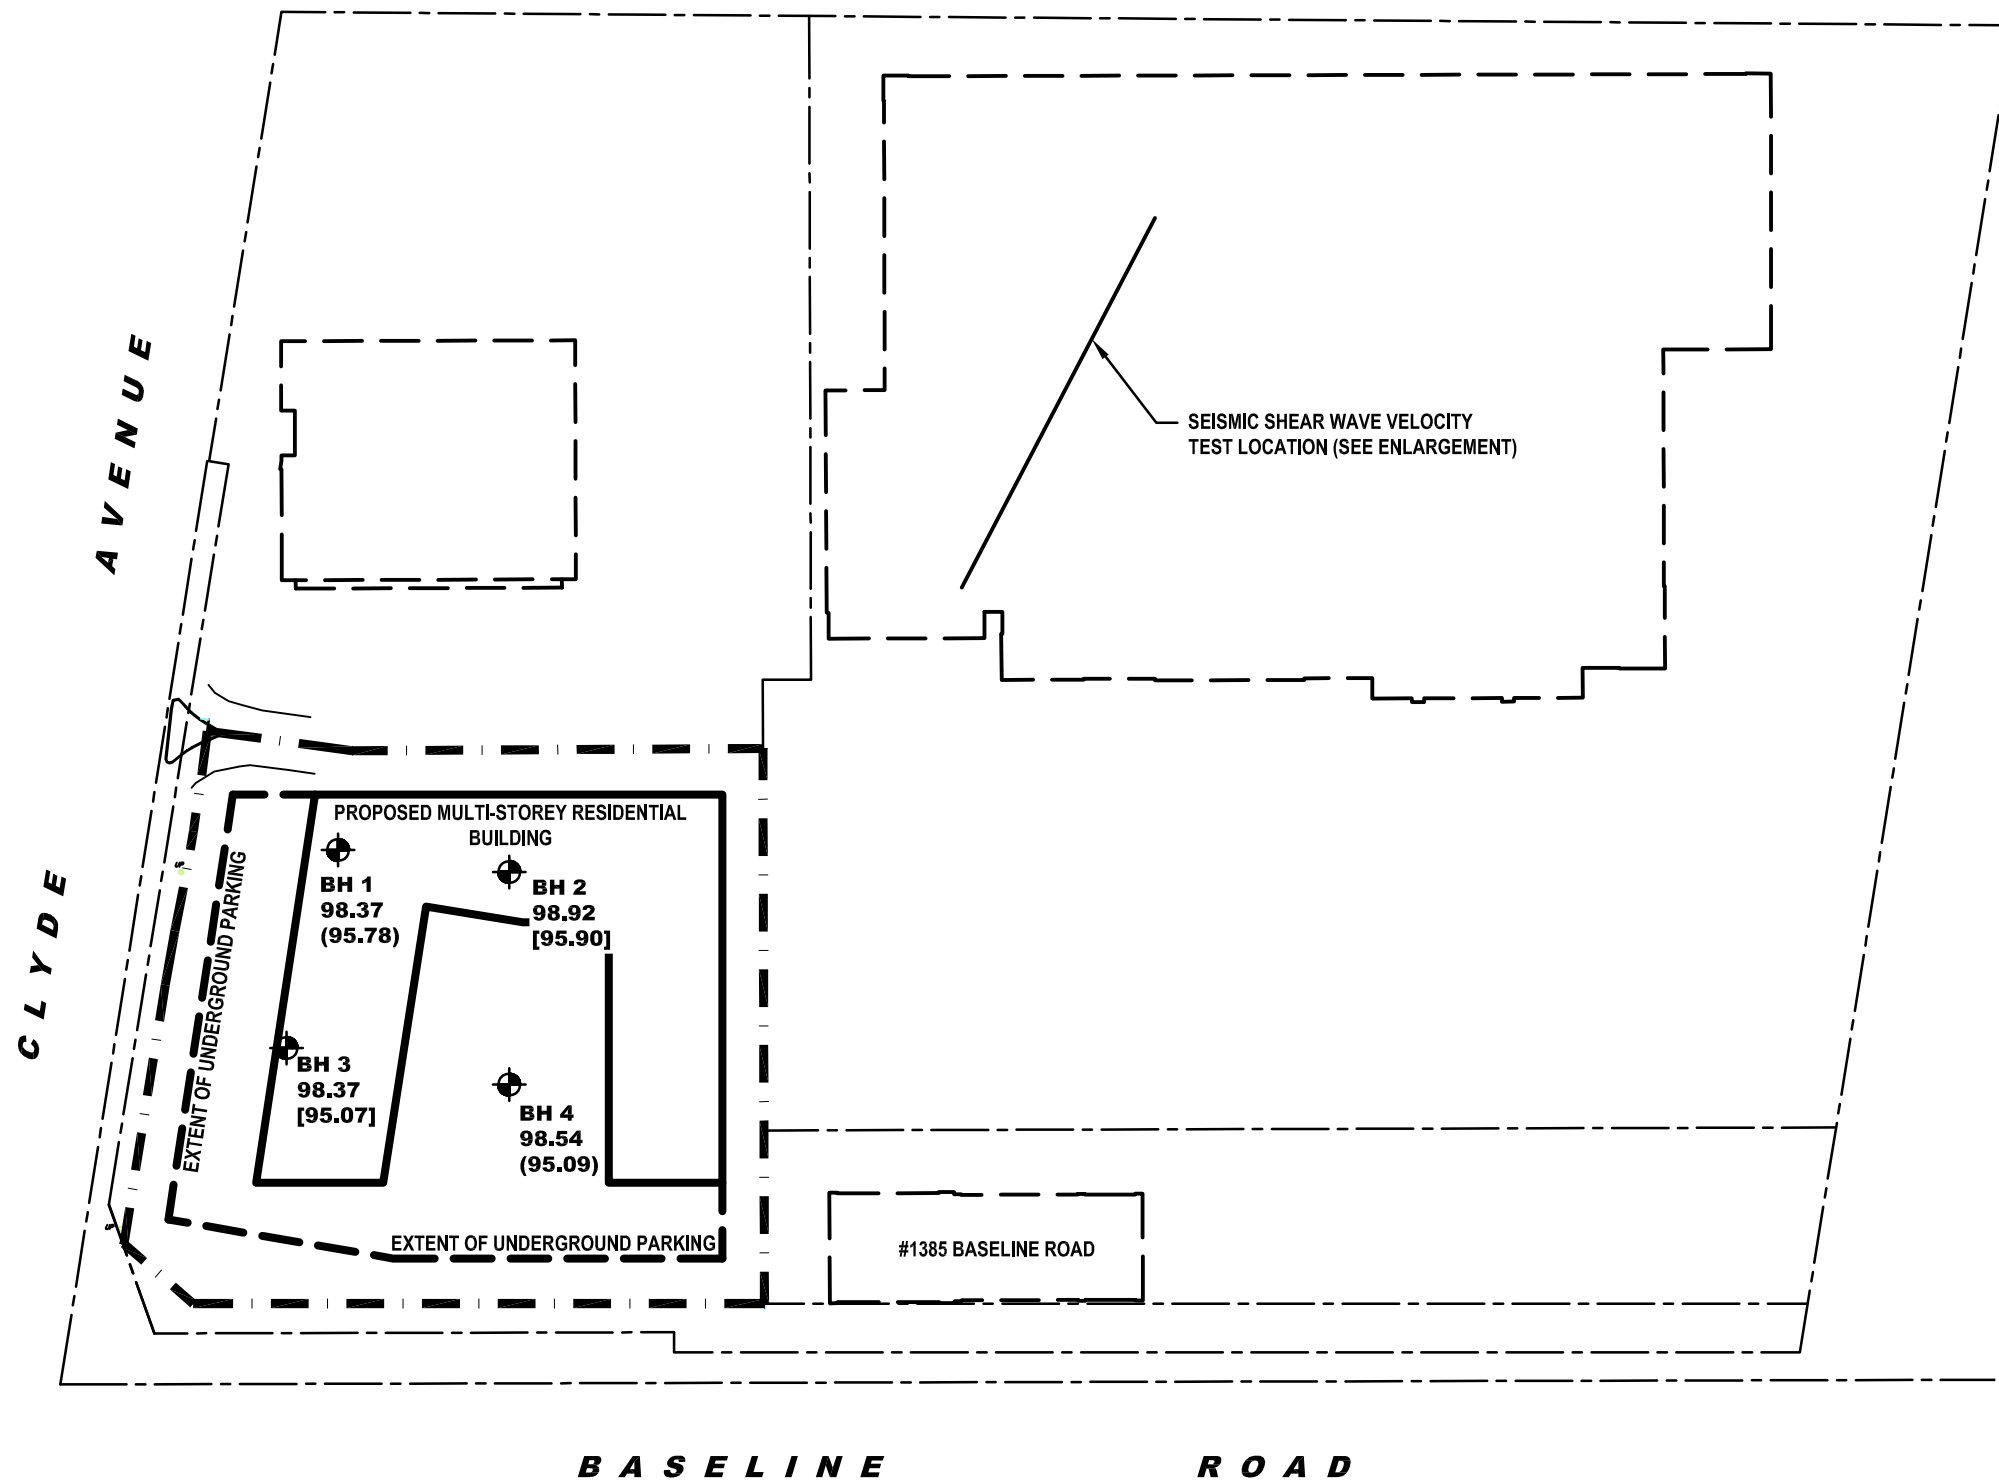 AVENUE
SEISMIC SHEAR WAVE VELOCITY
TEST LOCATION (SEE ENLARGEMENT)
PROPOSED MULTI-STOREY RESIDENTIAL
BUILDING
UP
EXTENT OF UNDERGROUND PARKING
BH 1
98.37
(95.78)
BH 2
98.92
[95.90]
CLYDE
BH 3
98.37
[95.07]
BH 4
98.54
(95.09)
UP
EXTENT OF UNDERGROUND PARKING
#1385 BASELINE ROAD
BASELINE ROAD